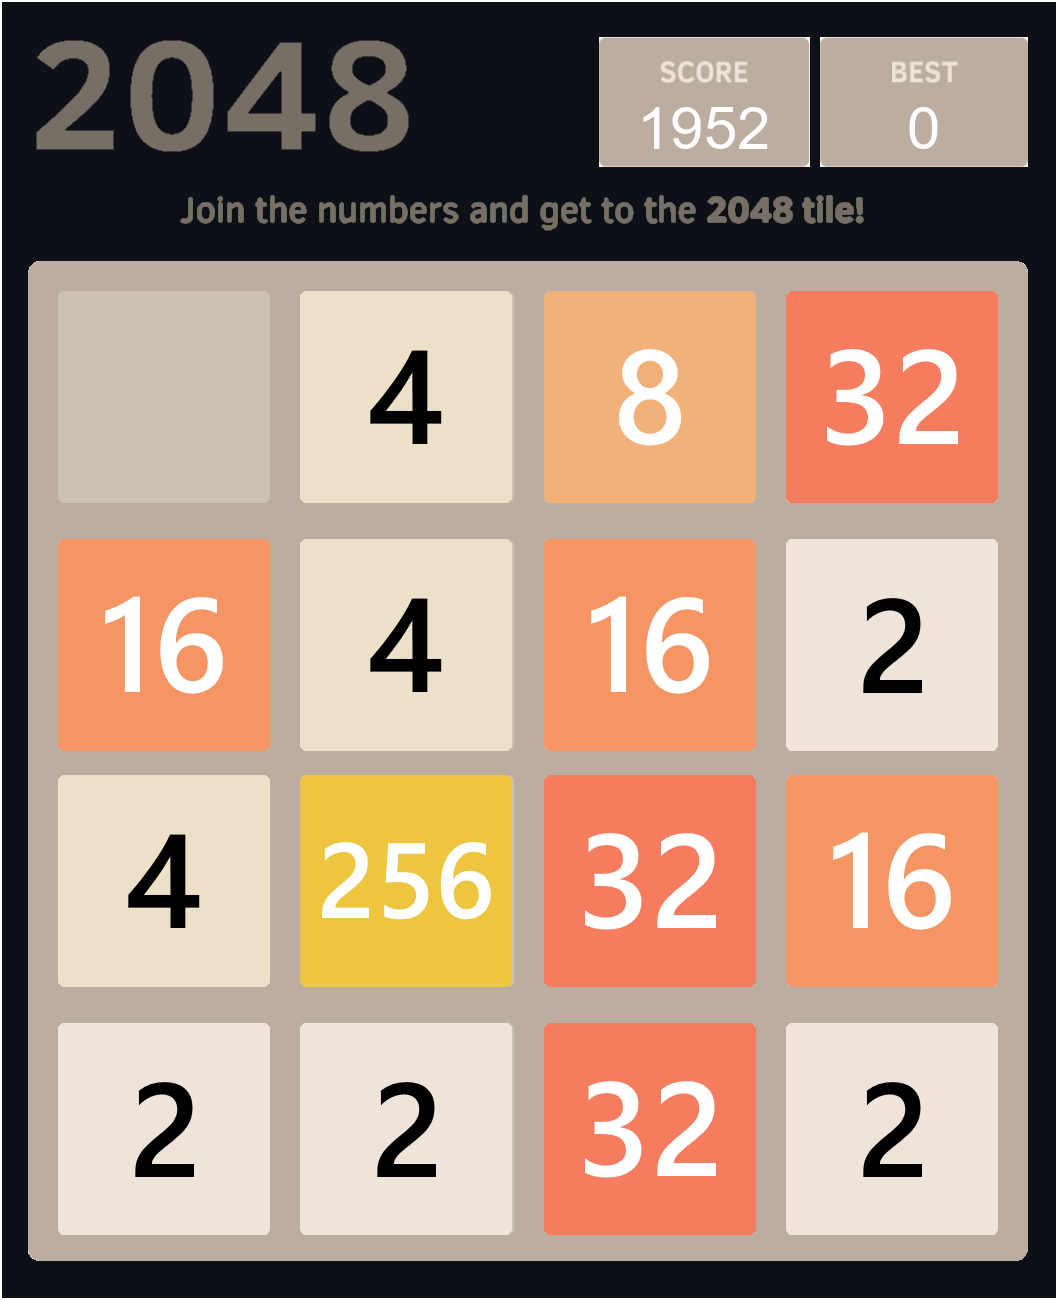 2048
SCORE BEST
1952 0
Join the numbers and get to the 2048 tile!
4 8 32
16 4 16 2
4 256 32 16
2 2 32 2